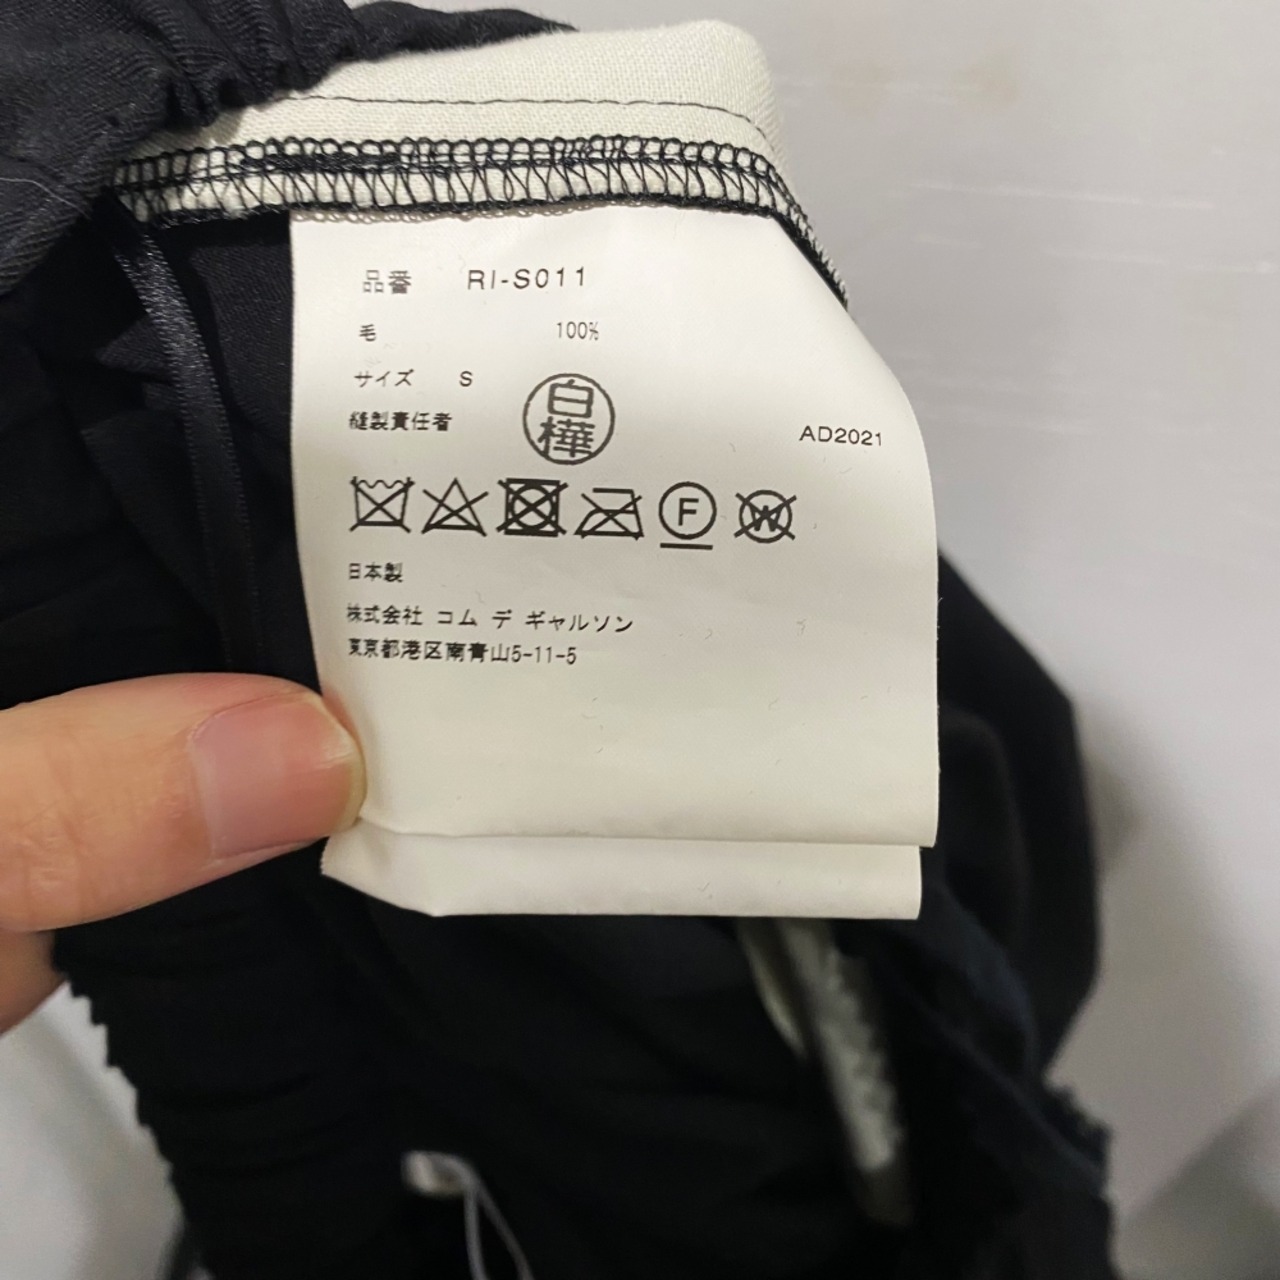 品番 RI-S011
毛 100%
サイズ S
縫製責任者 白樺 AD2021
F W
日本製
株式会社 コム デ ギャルソン
東京都港区南青山5-11-5